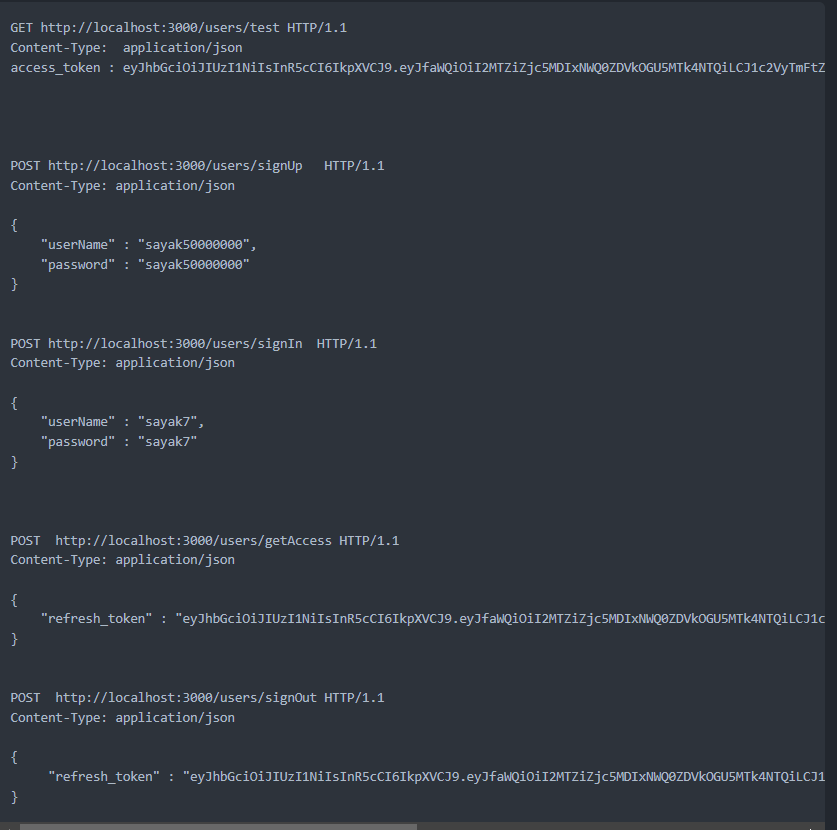 GET http://localhost:3000/users/test HTTP/1.1
Content-Type:  application/json
access_token : eyJhbGciOiJIUzI1NiIsInR5cCI6IkpXVCJ9.eyJfaWQiOiI2MTZiZjc5MDIxNWQ0ZDVkOGU5MTk4NTQiLCJ1c2VyTmFtZ
POST http://localhost:3000/users/signUp   HTTP/1.1
Content-Type: application/json
{
    "userName" : "sayak50000000",
    "password" : "sayak50000000"
}
POST http://localhost:3000/users/signIn  HTTP/1.1
Content-Type: application/json
{
    "userName" : "sayak7",
    "password" : "sayak7"
}
POST  http://localhost:3000/users/getAccess HTTP/1.1
Content-Type: application/json
{
    "refresh_token" : "eyJhbGciOiJIUzI1NiIsInR5cCI6IkpXVCJ9.eyJfaWQiOiI2MTZiZjc5MDIxNWQ0ZDVkOGU5MTk4NTQiLCJ1c
}
POST  http://localhost:3000/users/signOut HTTP/1.1
Content-Type: application/json
{
     "refresh_token" : "eyJhbGciOiJIUzI1NiIsInR5cCI6IkpXVCJ9.eyJfaWQiOiI2MTZiZjc5MDIxNWQ0ZDVkOGU5MTk4NTQiLCJ1
}